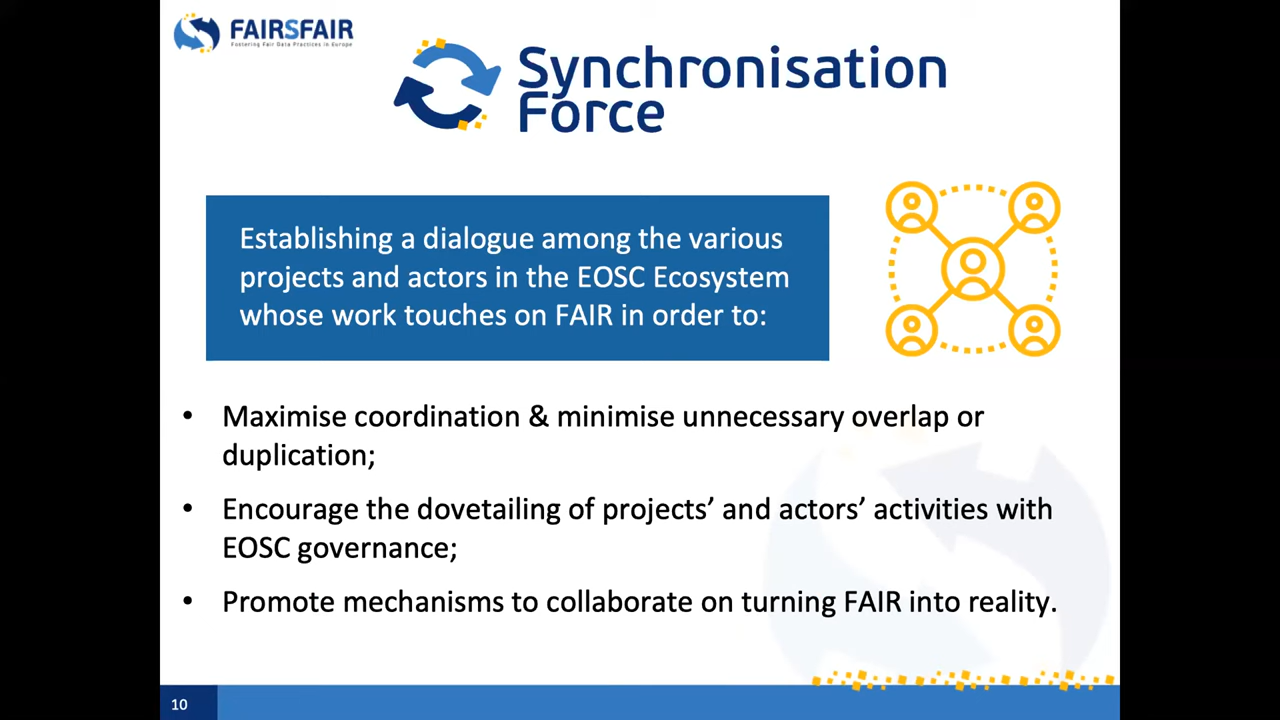 FAIRSFAIR
Fostering Fair Data Practices in Europe
Synchronisation
Force
Establishing a dialogue among the various
projects and actors in the EOSC Ecosystem
whose work touches on FAIR in order to:
• Maximise coordination & minimise unnecessary overlap or
duplication;
• Encourage the dovetailing of projects’ and actors’ activities with
EOSC governance;
• Promote mechanisms to collaborate on turning FAIR into reality.
10